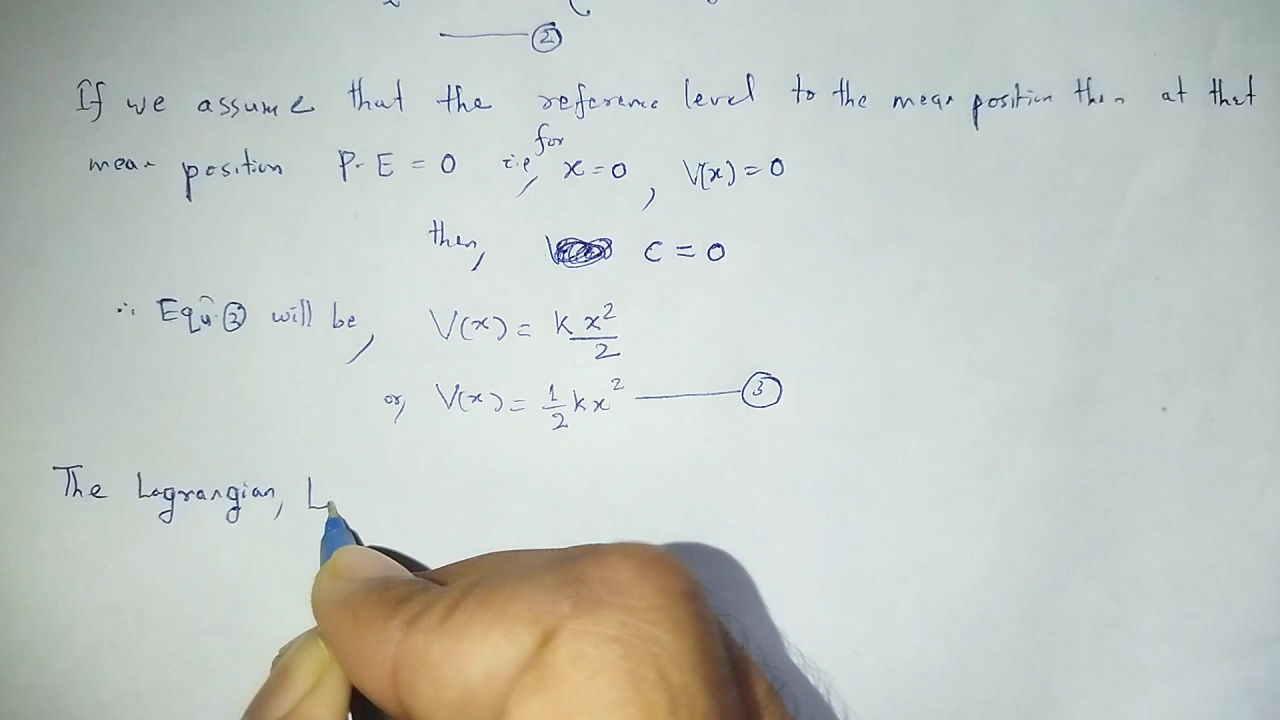 ②
If we assume that the reference level to the mean position then at that
mean position P.E = 0 i.e, for x = 0, V(x) = 0
then, C = 0
∴ Equ. ② will be, V(x) = k x²/2
or, V(x) = 1/2 kx² ③
The Lagrangian, L